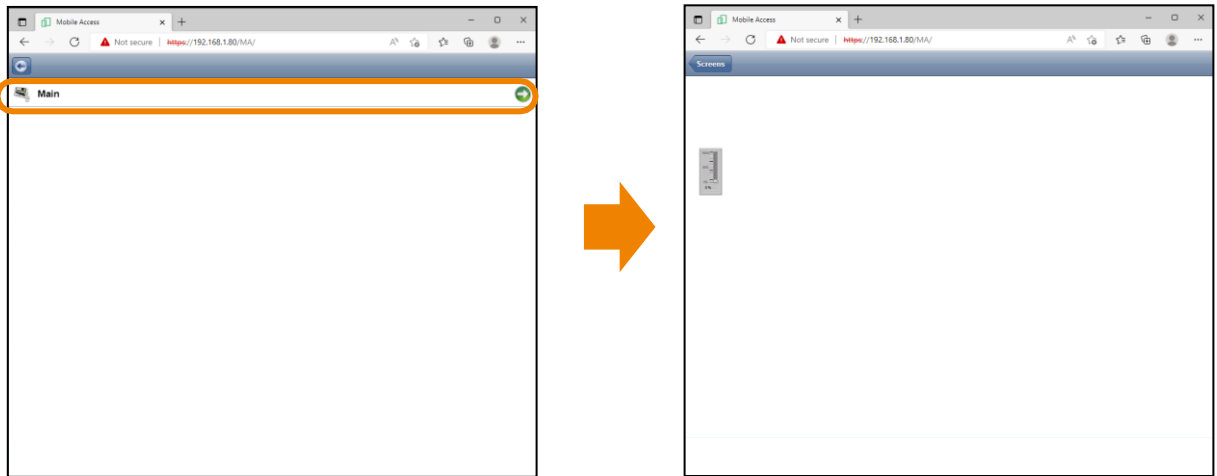 Mobile Access
Not secure | https://192.168.1.80/MA/
Main
Mobile Access
Not secure | https://192.168.1.80/MA/
Screens